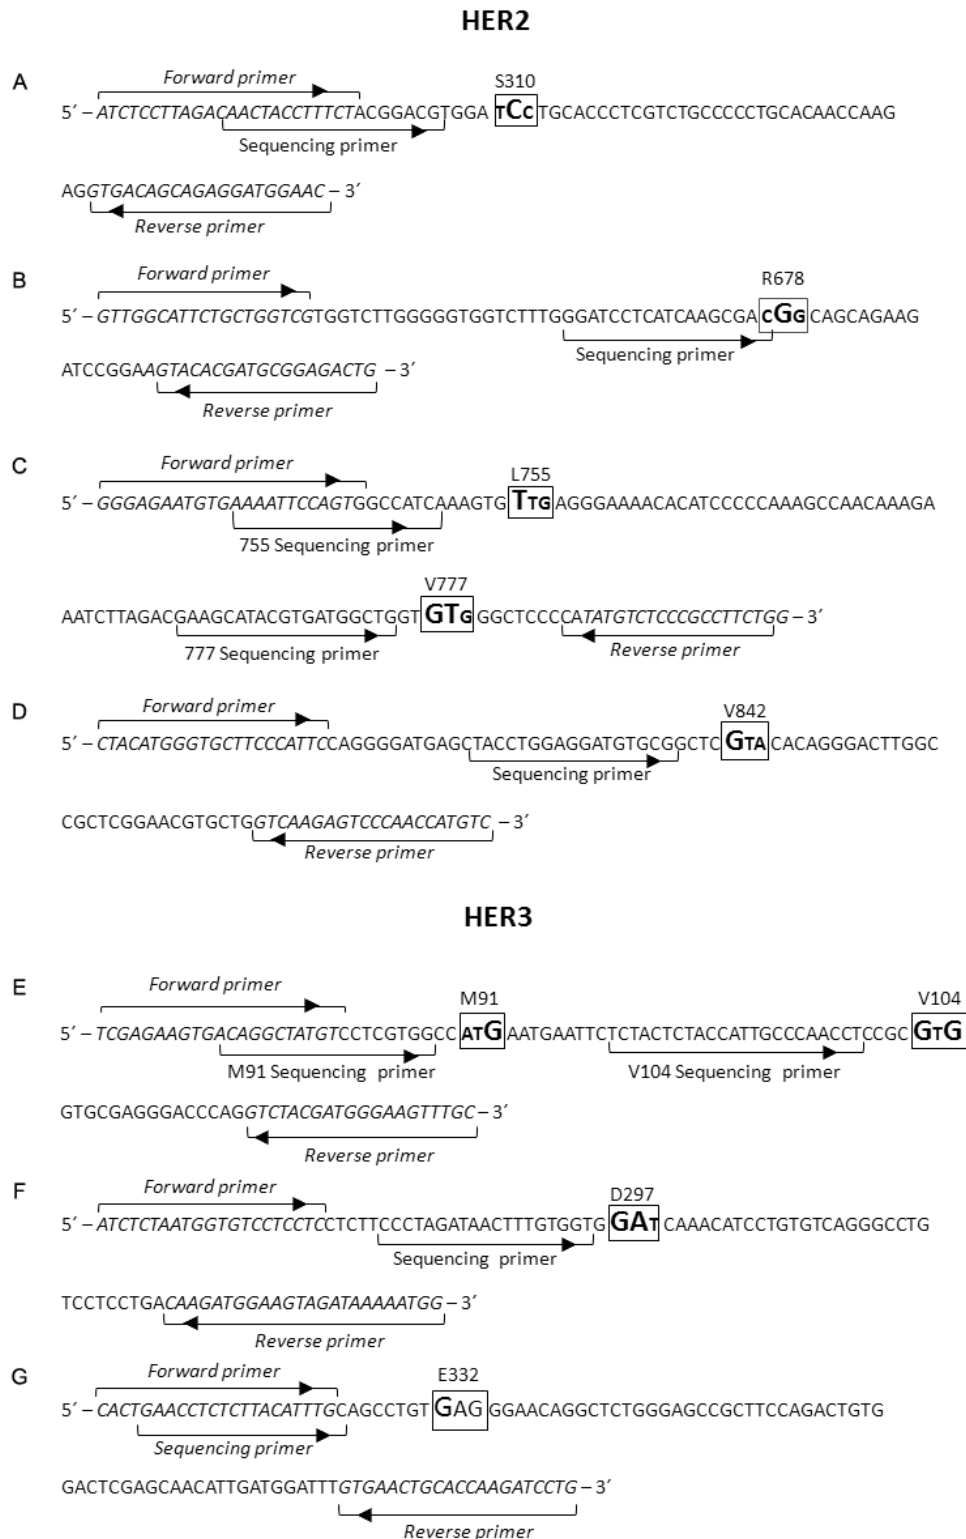 HER2
A
Forward primer
S310
5′ – ATCTCCTTAGACAACTACCTTTCTACGGACGTGGA TCC TGCACCCTCGTCTGCCCCCTGCACAACCAAG
Sequencing primer
AGGTGACAGCAGAGGATGGAAC – 3′
Reverse primer
B
Forward primer
R678
5′ – GTTGGCATTCTGCTGGTCGTGGTCTTGGGGGTGGTCTTTGGGATCCTCATCAAGCGA CGG CAGCAGAAG
Sequencing primer
ATCCGGAAGTACACGATGCGGAGACTG – 3′
Reverse primer
C
Forward primer
L755
5′ – GGGAGAATGTGAAAATTCCAGTGGCCATCAAAGTG TTG AGGGAAAACACATCCCCCAAAGCCAACAAAGA
755 Sequencing primer
V777
AATCTTAGACGAAGCATACGTGATGGCTGGT GTG GGCTCCCCATATGTCTCCCGCCTTCTGG – 3′
777 Sequencing primer
Reverse primer
D
Forward primer
V842
5′ – CTACATGGGTGCTTCCCATTCCAGGGGATGAGCTACCTGGAGGATGTGCGGCTC GTA CACAGGGACTTGGC
Sequencing primer
CGCTCGGAACGTGCTGGTCAAGAGTCCCAACCATGTC – 3′
Reverse primer
HER3
E
Forward primer
M91
V104
5′ – TCGAGAAGTGACAGGCTATGTCCTCGTGGCC ATG AATGAATTCTCTACTCTACCATTGCCCAACCTCCGC GTG
M91 Sequencing primer
V104 Sequencing primer
GTGCGAGGGACCCAGGTCTACGATGGGAAGTTTGC – 3′
Reverse primer
F
Forward primer
D297
5′ – ATCTCTAATGGTGTCCTCCTCCTCTTCCCTAGATAACTTTGTGGTG GAT CAAACATCCTGTGTCAGGGCCTG
Sequencing primer
TCCTCCTGACAAGATGGAAGTAGATAAAAATGG – 3′
Reverse primer
G
Forward primer
E332
5′ – CACTGAACCTCTCTTACATTTGCAGCCTGT GAG GGAACAGGCTCTGGGAGCCGCTTCCAGACTGTG
Sequencing primer
GACTCGAGCAACATTGATGGATTTGTGAACTGCACCAAGATCCTG – 3′
Reverse primer